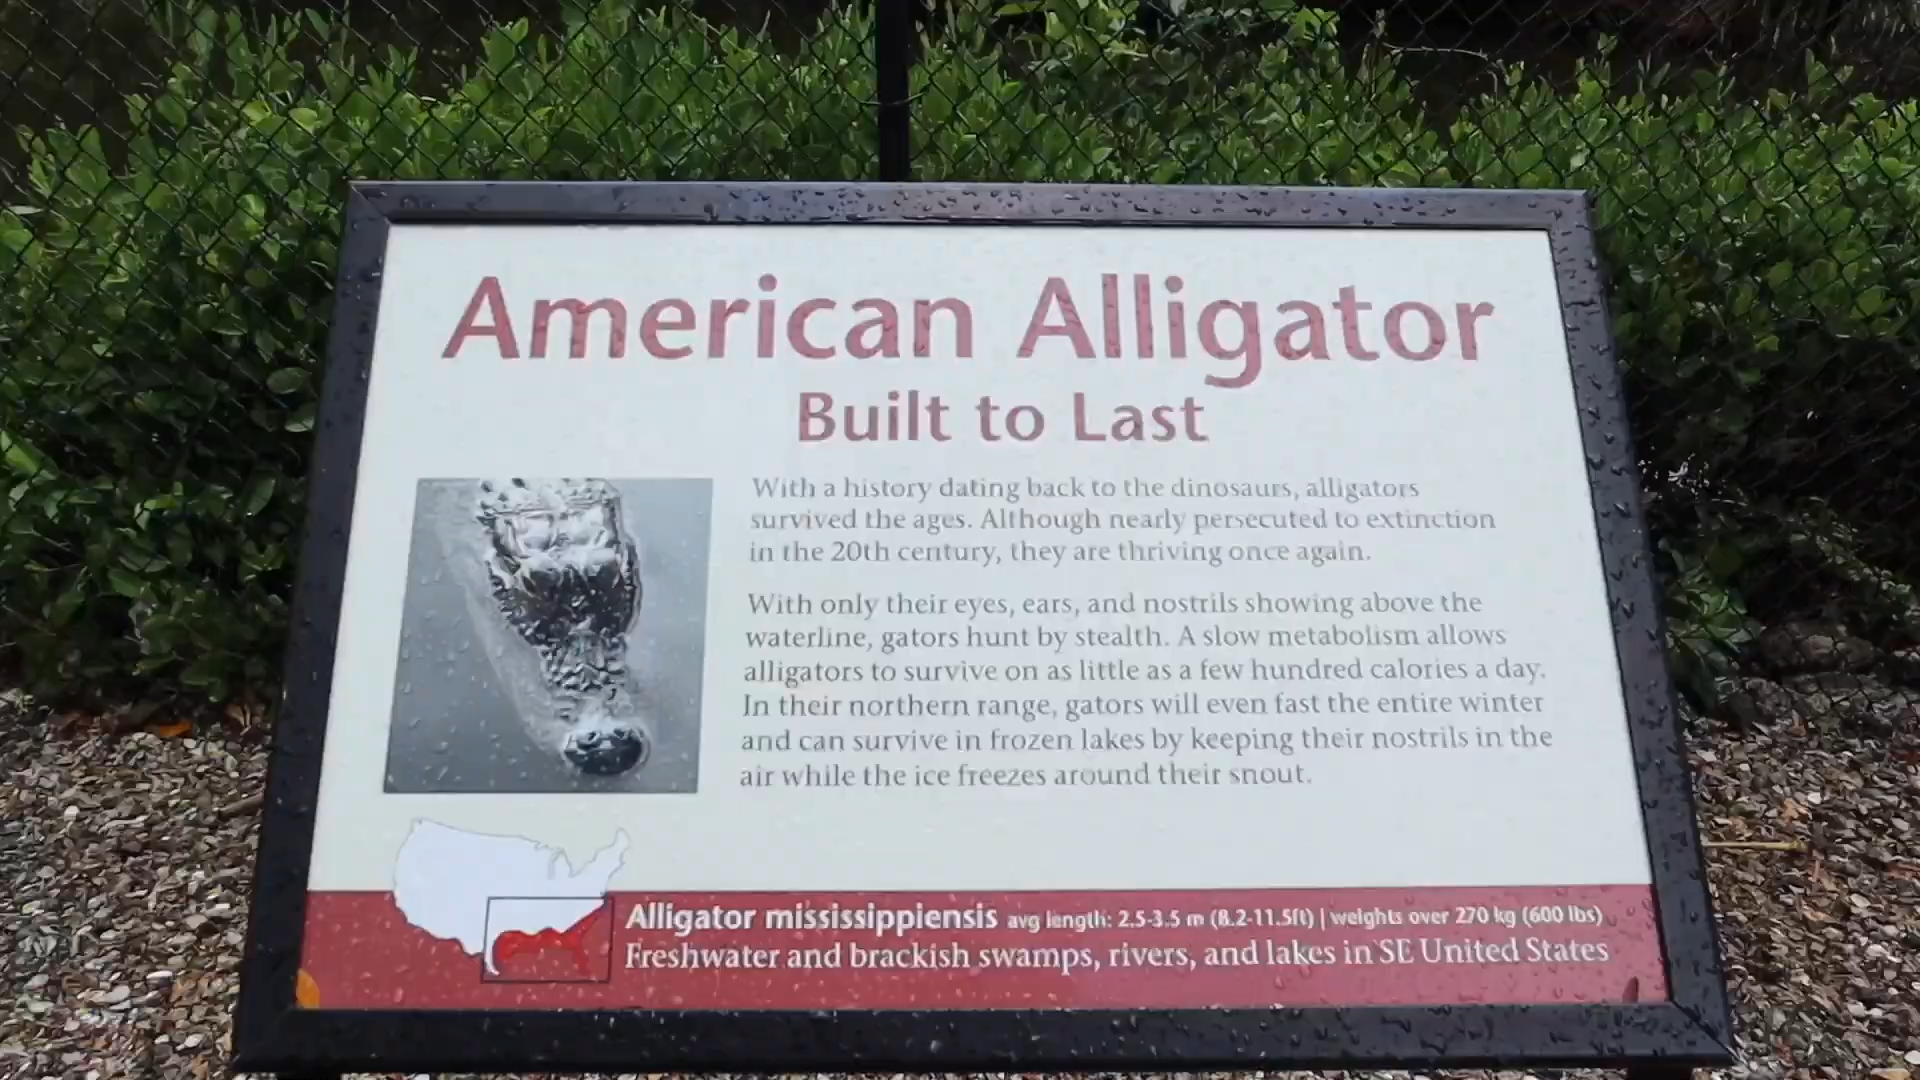 American Alligator
Built to Last
With a history dating back to the dinosaurs, alligators
survived the ages. Although nearly persecuted to extinction
in the 20th century, they are thriving once again.
With only their eyes, ears, and nostrils showing above the
waterline, gators hunt by stealth. A slow metabolism allows
alligators to survive on as little as a few hundred calories a day.
In their northern range, gators will even fast the entire winter
and can survive in frozen lakes by keeping their nostrils in the
air while the ice freezes around their snout.
Alligator mississippiensis avg length: 2.5-3.5 m (8.2-11.5ft) | weights over 270 kg (600 lbs)
Freshwater and brackish swamps, rivers, and lakes in SE United States